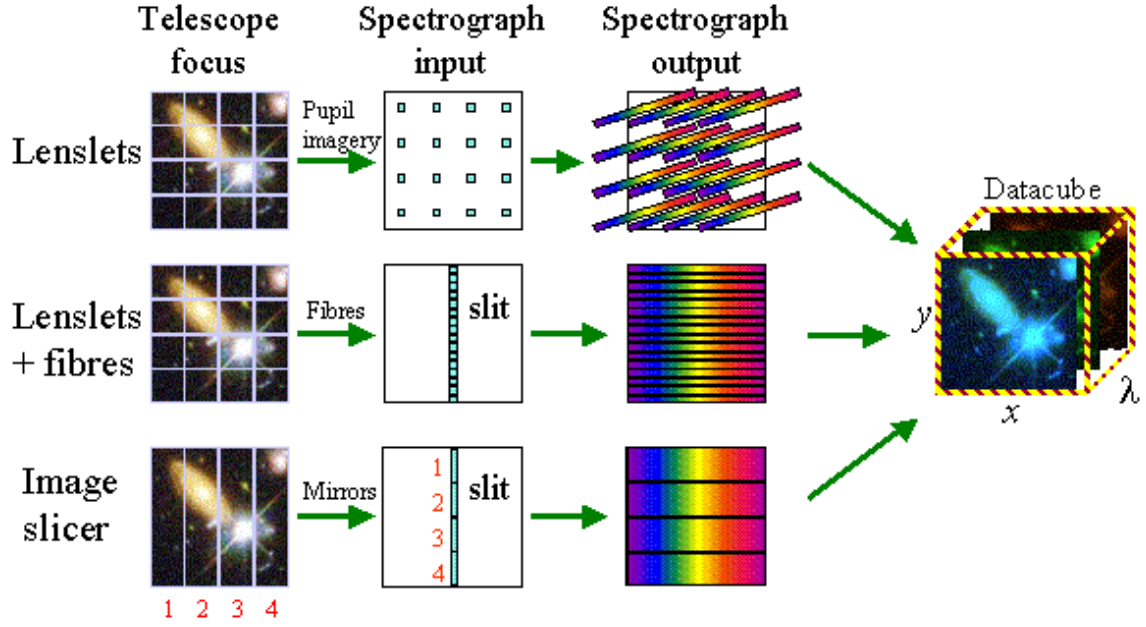 Telescope
focus
Spectrograph
input
Spectrograph
output
Lenslets
Pupil
imagery
Datacube
y
x
λ
Lenslets
+ fibres
Fibres
slit
Image
slicer
Mirrors
1
2
3
4
slit
1 2 3 4